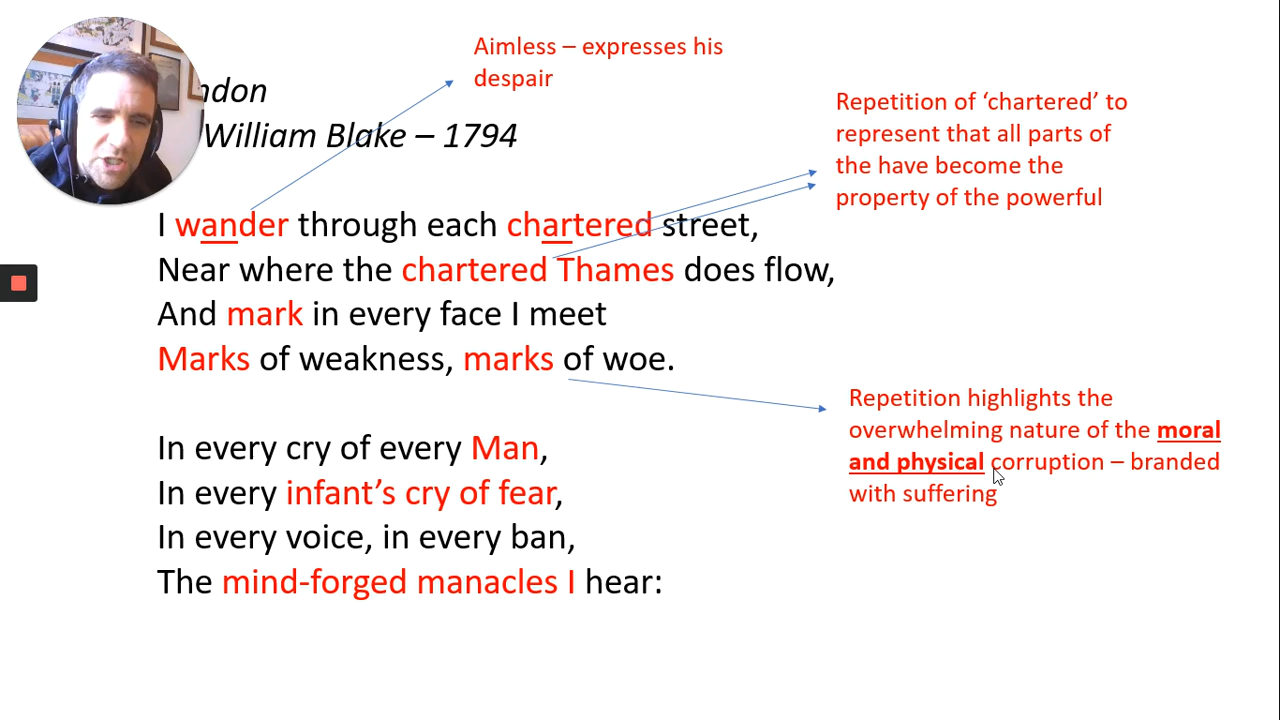 Aimless – expresses his
despair
ndon
William Blake – 1794
Repetition of ‘chartered’ to
represent that all parts of
the have become the
property of the powerful
I wander through each chartered street,
Near where the chartered Thames does flow,
And mark in every face I meet
Marks of weakness, marks of woe.
Repetition highlights the
overwhelming nature of the moral
and physical corruption – branded
with suffering
In every cry of every Man,
In every infant’s cry of fear,
In every voice, in every ban,
The mind-forged manacles I hear: